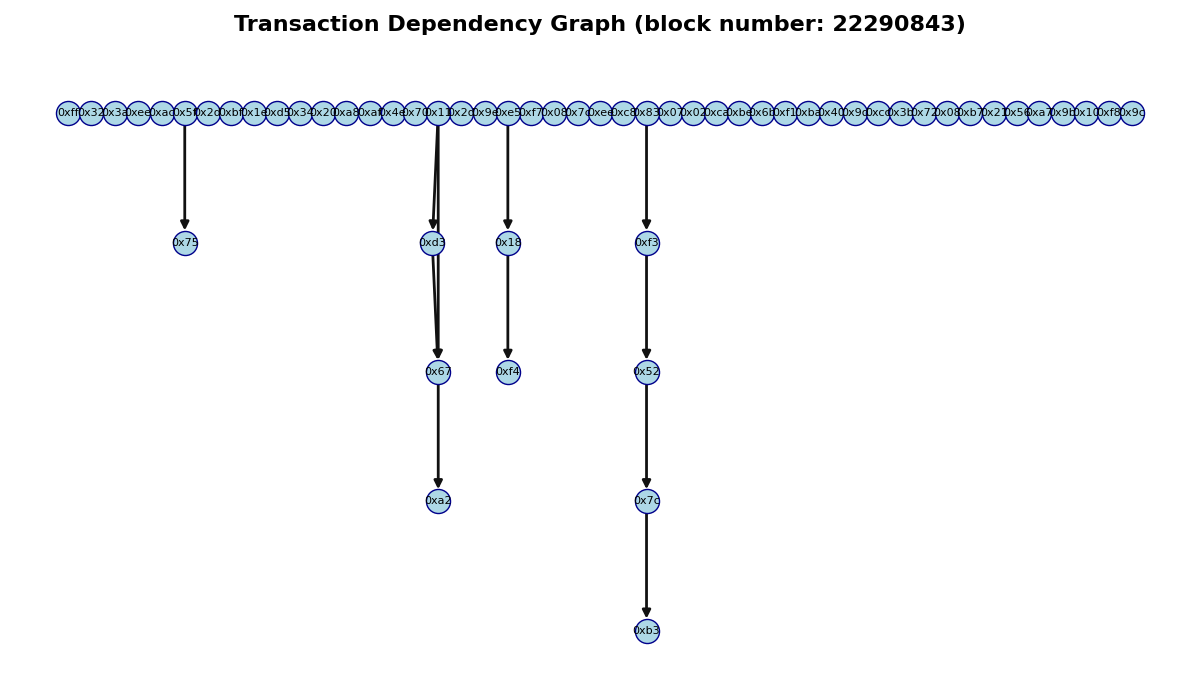 Transaction Dependency Graph (block number: 22290843)
0xff 0x32 0x3a 0xee 0xac 0x5f 0x2c 0xbf 0x1e 0xd5 0x34 0x20 0xa8 0xaf 0x4e 0x70 0x11 0x2c 0x9e 0xe5 0xf7 0x08 0x7c 0xee 0xc8 0x83 0x07 0x02 0xca 0xbe 0x6b 0xf1 0xba 0x40 0x9c 0xcc 0x3b 0x72 0x08 0xb7 0x21 0x56 0xa7 0x9b 0x10 0xf8 0x9c
0x75 0xd3 0x18 0xf3
0x67 0xf4 0x52
0xa2 0x7c
0xb3